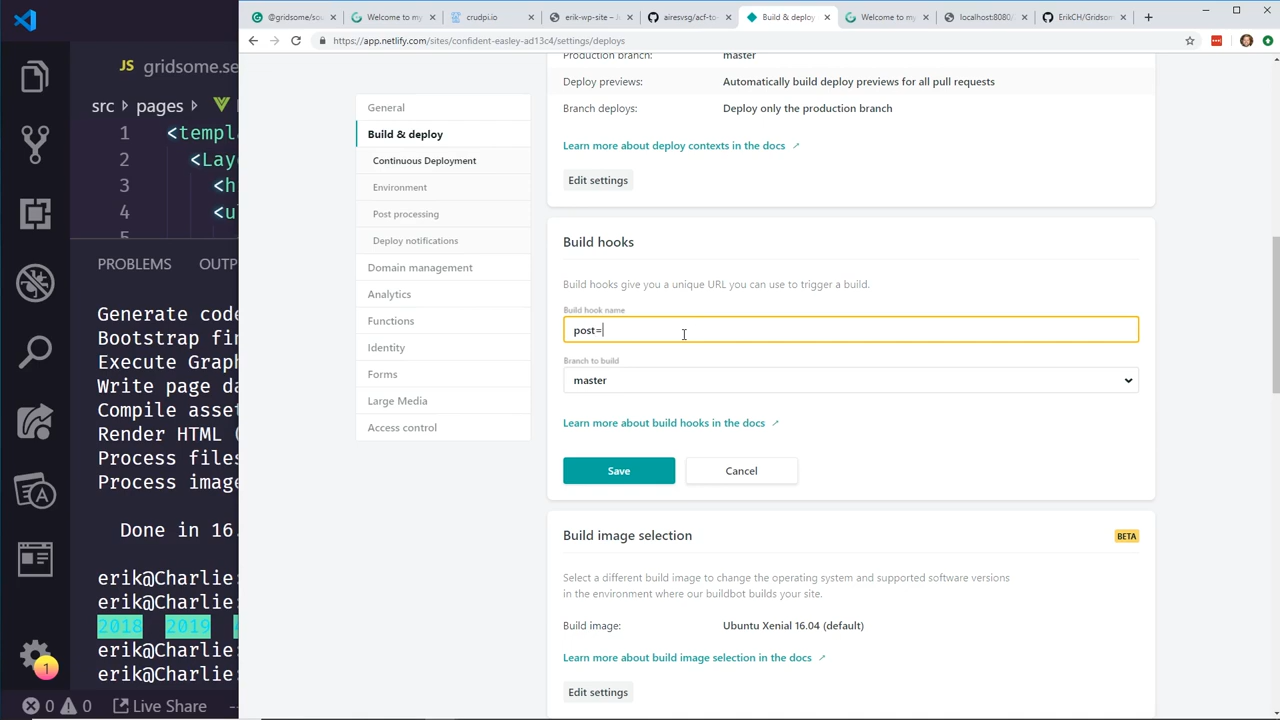 @gridsome/sou
Welcome to my
crudpi.io
erik-wp-site – J
airesvsg/acf-to-
Build & deploy
Welcome to my
localhost:8080/
ErikCH/Gridsom
https://app.netlify.com/sites/confident-easley-ad13c4/settings/deploys
JS gridsome.se
src pages
1 <templ
2 <Lay
3 <h
4 <u
5
PROBLEMS OUTP
Generate code
Bootstrap fin
Execute Graph
Write page da
Compile asset
Render HTML (
Process files
Process image
Done in 16.
erik@Charlie:
erik@Charlie:
2018 2019
erik@Charlie:
erik@Charlie:
1
0 0 Live Share
General
Build & deploy
Continuous Deployment
Environment
Post processing
Deploy notifications
Domain management
Analytics
Functions
Identity
Forms
Large Media
Access control
Production branch: master
Deploy previews: Automatically build deploy previews for all pull requests
Branch deploys: Deploy only the production branch
Learn more about deploy contexts in the docs
Edit settings
Build hooks
Build hooks give you a unique URL you can use to trigger a build.
Build hook name
post=
Branch to build
master
Learn more about build hooks in the docs
Save Cancel
Build image selection BETA
Select a different build image to change the operating system and supported software versions
in the environment where our buildbot builds your site.
Build image: Ubuntu Xenial 16.04 (default)
Learn more about build image selection in the docs
Edit settings